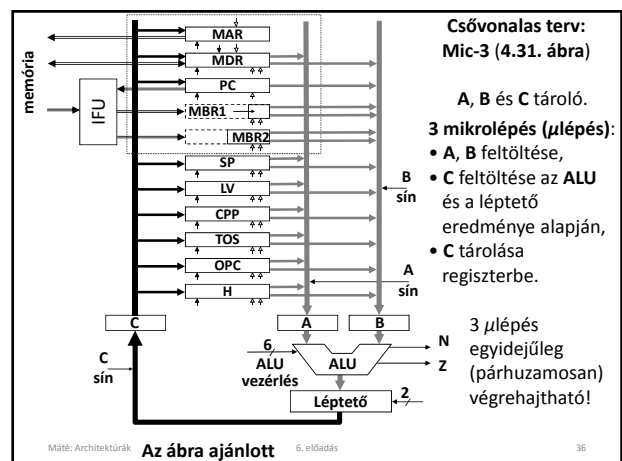 Csővonalas terv:
Mic-3 (4.31. ábra)
A, B és C tároló.
3 mikrolépés (µlépés):
• A, B feltöltése,
• C feltöltése az ALU
és a léptető
eredménye alapján,
• C tárolása
regiszterbe.
3 µlépés
egyidejűleg
(párhuzamosan)
végrehajtható!
memória
IFU
MAR
MDR
PC
MBR1
MBR2
SP
LV
CPP
TOS
OPC
H
B
sín
A
sín
C
A
B
C
sín
6
ALU
vezérlés
ALU
N
Z
Léptető
2
Máté: Architektúrák
Az ábra ajánlott
6. előadás
36